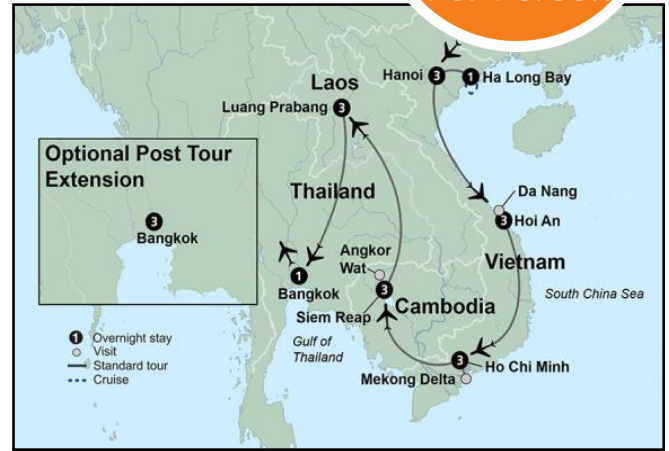 Hanoi 3
1 Ha Long Bay
Laos
Luang Prabang 3
Optional Post Tour
Extension
3
Bangkok
Thailand
Da Nang
3 Hoi An
Angkor
Wat
Vietnam
1
Bangkok
3
Siem Reap
Cambodia
South China Sea
Gulf of
Thailand
3 Ho Chi Minh
Mekong Delta
1 Overnight stay
Visit
Standard tour
Cruise